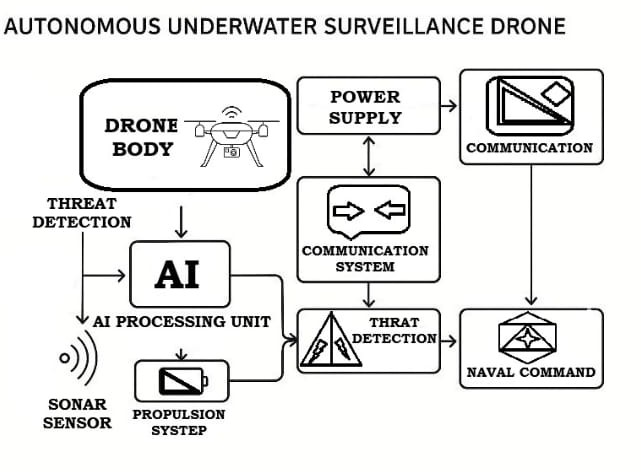 AUTONOMOUS UNDERWATER SURVEILLANCE DRONE
DRONE
BODY
POWER
SUPPLY
COMMUNICATION
THREAT
DETECTION
COMMUNICATION
SYSTEM
AI
AI PROCESSING UNIT
THRAT
DETECTION
NAVAL COMMAND
SONAR
SENSOR
PROPULSION
SYSTEP